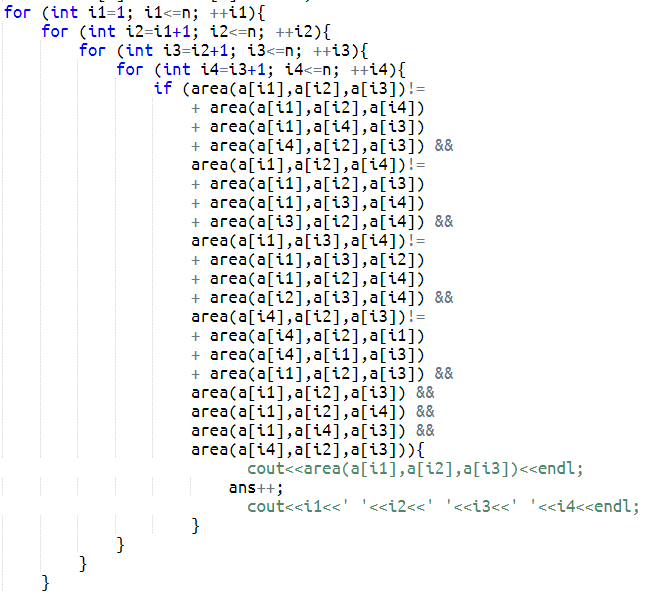 for (int i1=1; i1<=n; ++i1){
for (int i2=i1+1; i2<=n; ++i2){
for (int i3=i2+1; i3<=n; ++i3){
for (int i4=i3+1; i4<=n; ++i4){
if (area(a[i1],a[i2],a[i3])!=
+ area(a[i1],a[i2],a[i4])
+ area(a[i1],a[i4],a[i3])
+ area(a[i4],a[i2],a[i3]) &&
area(a[i1],a[i2],a[i4])!=
+ area(a[i1],a[i2],a[i3])
+ area(a[i1],a[i3],a[i4])
+ area(a[i3],a[i2],a[i4]) &&
area(a[i1],a[i3],a[i4])!=
+ area(a[i1],a[i3],a[i2])
+ area(a[i1],a[i2],a[i4])
+ area(a[i2],a[i3],a[i4]) &&
area(a[i4],a[i2],a[i3])!=
+ area(a[i4],a[i2],a[i1])
+ area(a[i4],a[i1],a[i3])
+ area(a[i1],a[i2],a[i3]) &&
area(a[i1],a[i2],a[i3]) &&
area(a[i1],a[i2],a[i4]) &&
area(a[i1],a[i4],a[i3]) &&
area(a[i4],a[i2],a[i3])){
cout<<area(a[i1],a[i2],a[i3])<<endl;
ans++;
cout<<i1<<' '<<i2<<' '<<i3<<' '<<i4<<endl;
}
}
}
}